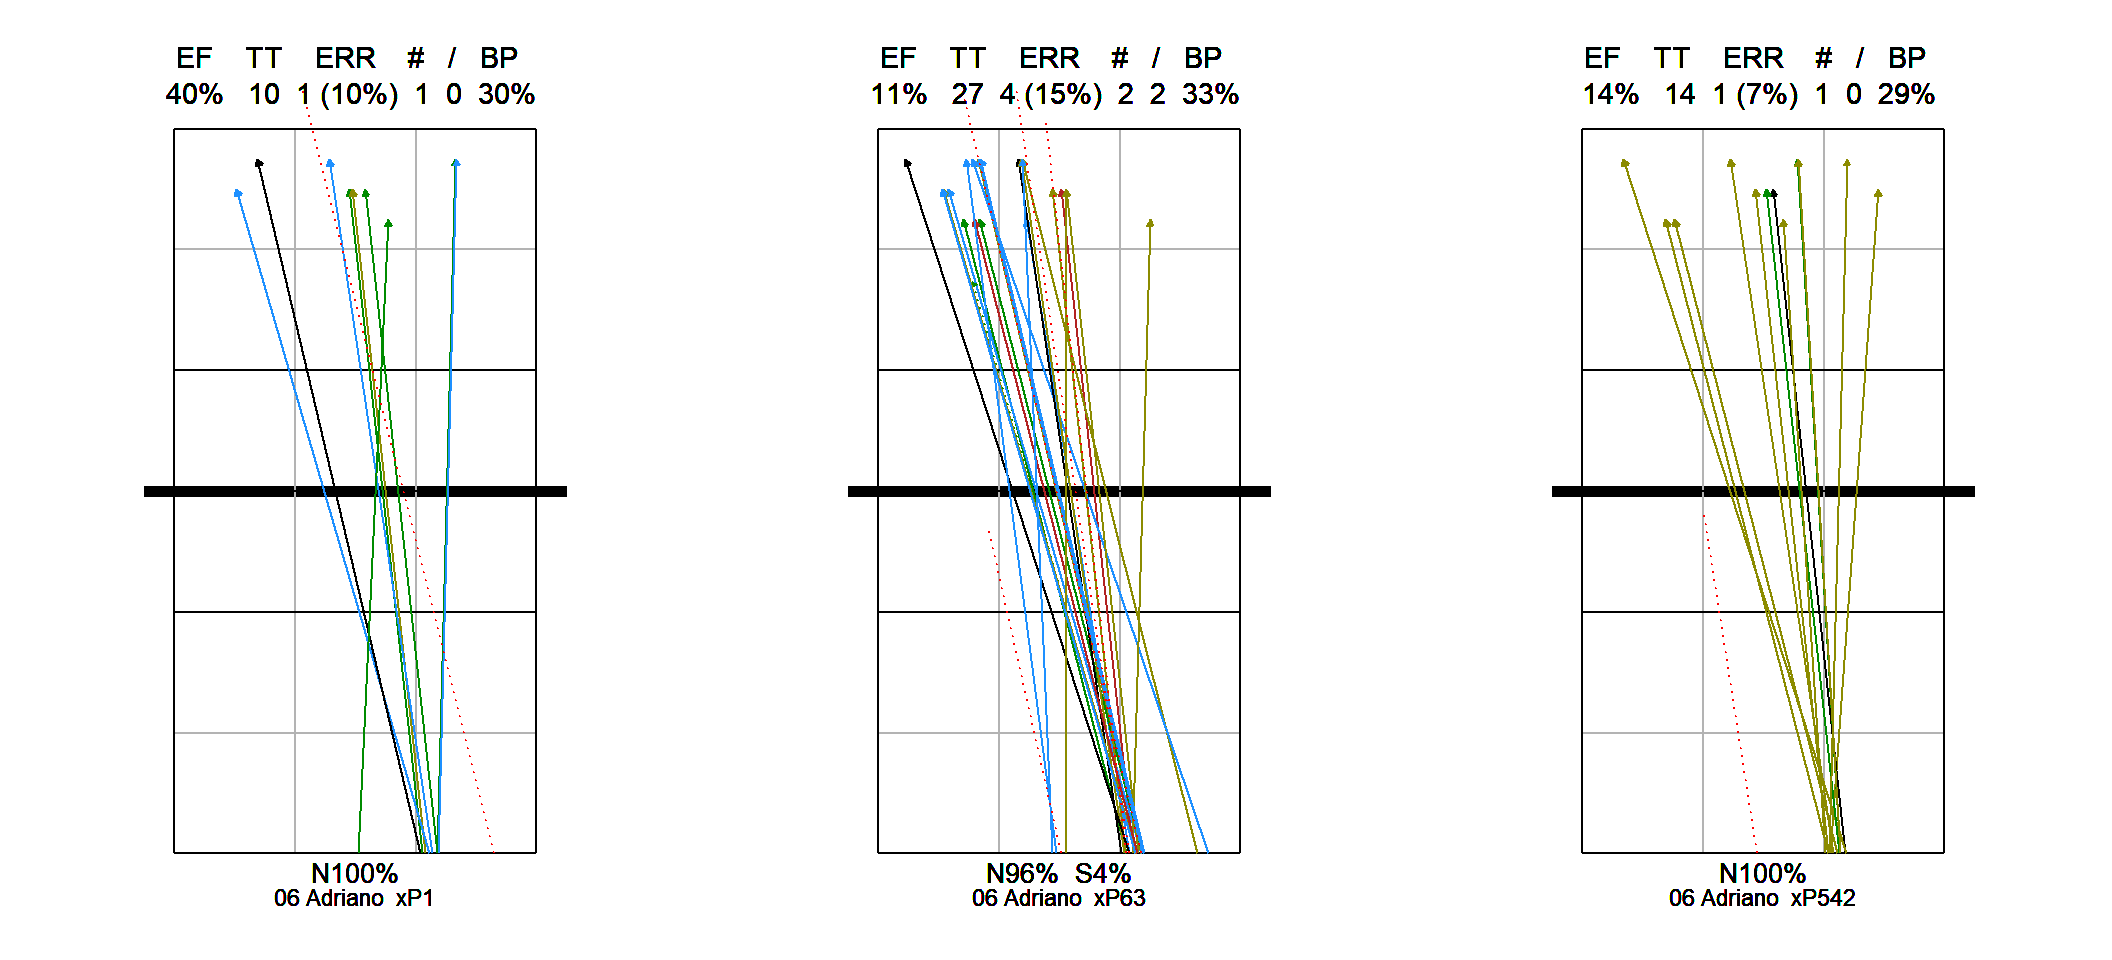 EF TT ERR # / BP
40% 10 1 (10%) 1 0 30%
N100%
06 Adriano xP1
EF TT ERR # / BP
11% 27 4 (15%) 2 2 33%
N96% S4%
06 Adriano xP63
EF TT ERR # / BP
14% 14 1 (7%) 1 0 29%
N100%
06 Adriano xP542